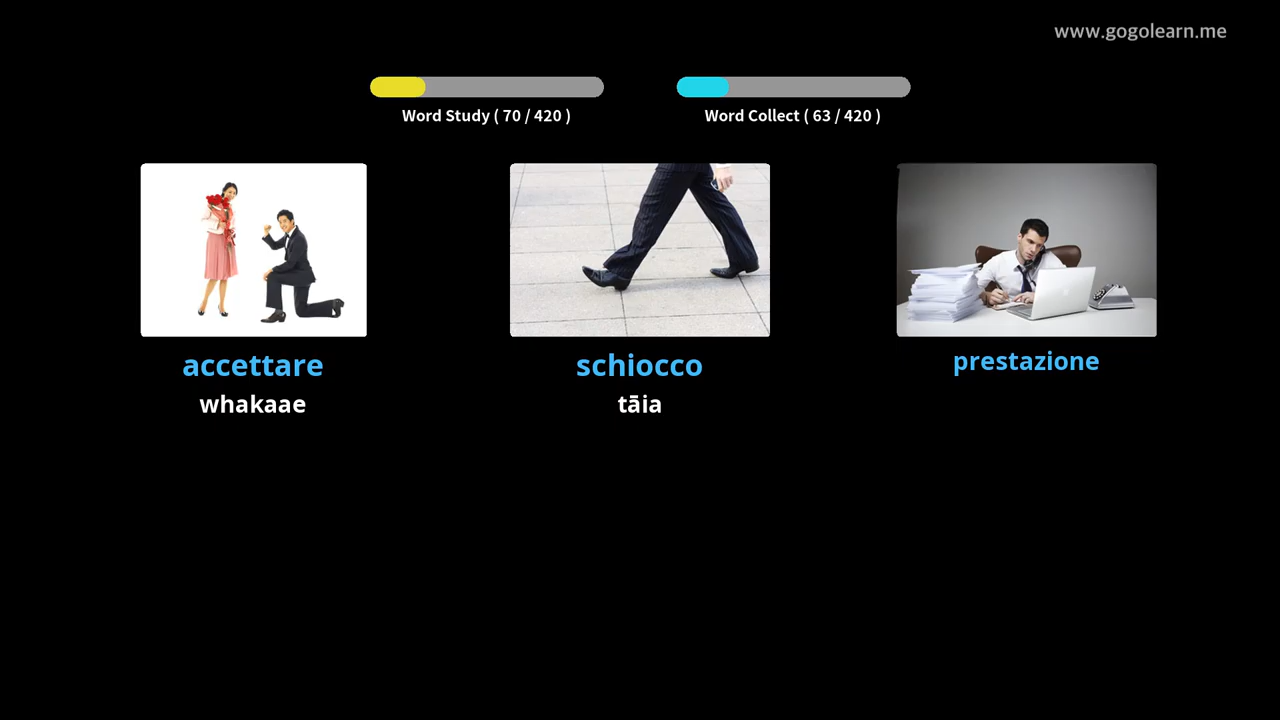 www.gogolearn.me
Word Study ( 70 / 420 )
Word Collect ( 63 / 420 )
accettare
schiocco
prestazione
whakaae
tāia